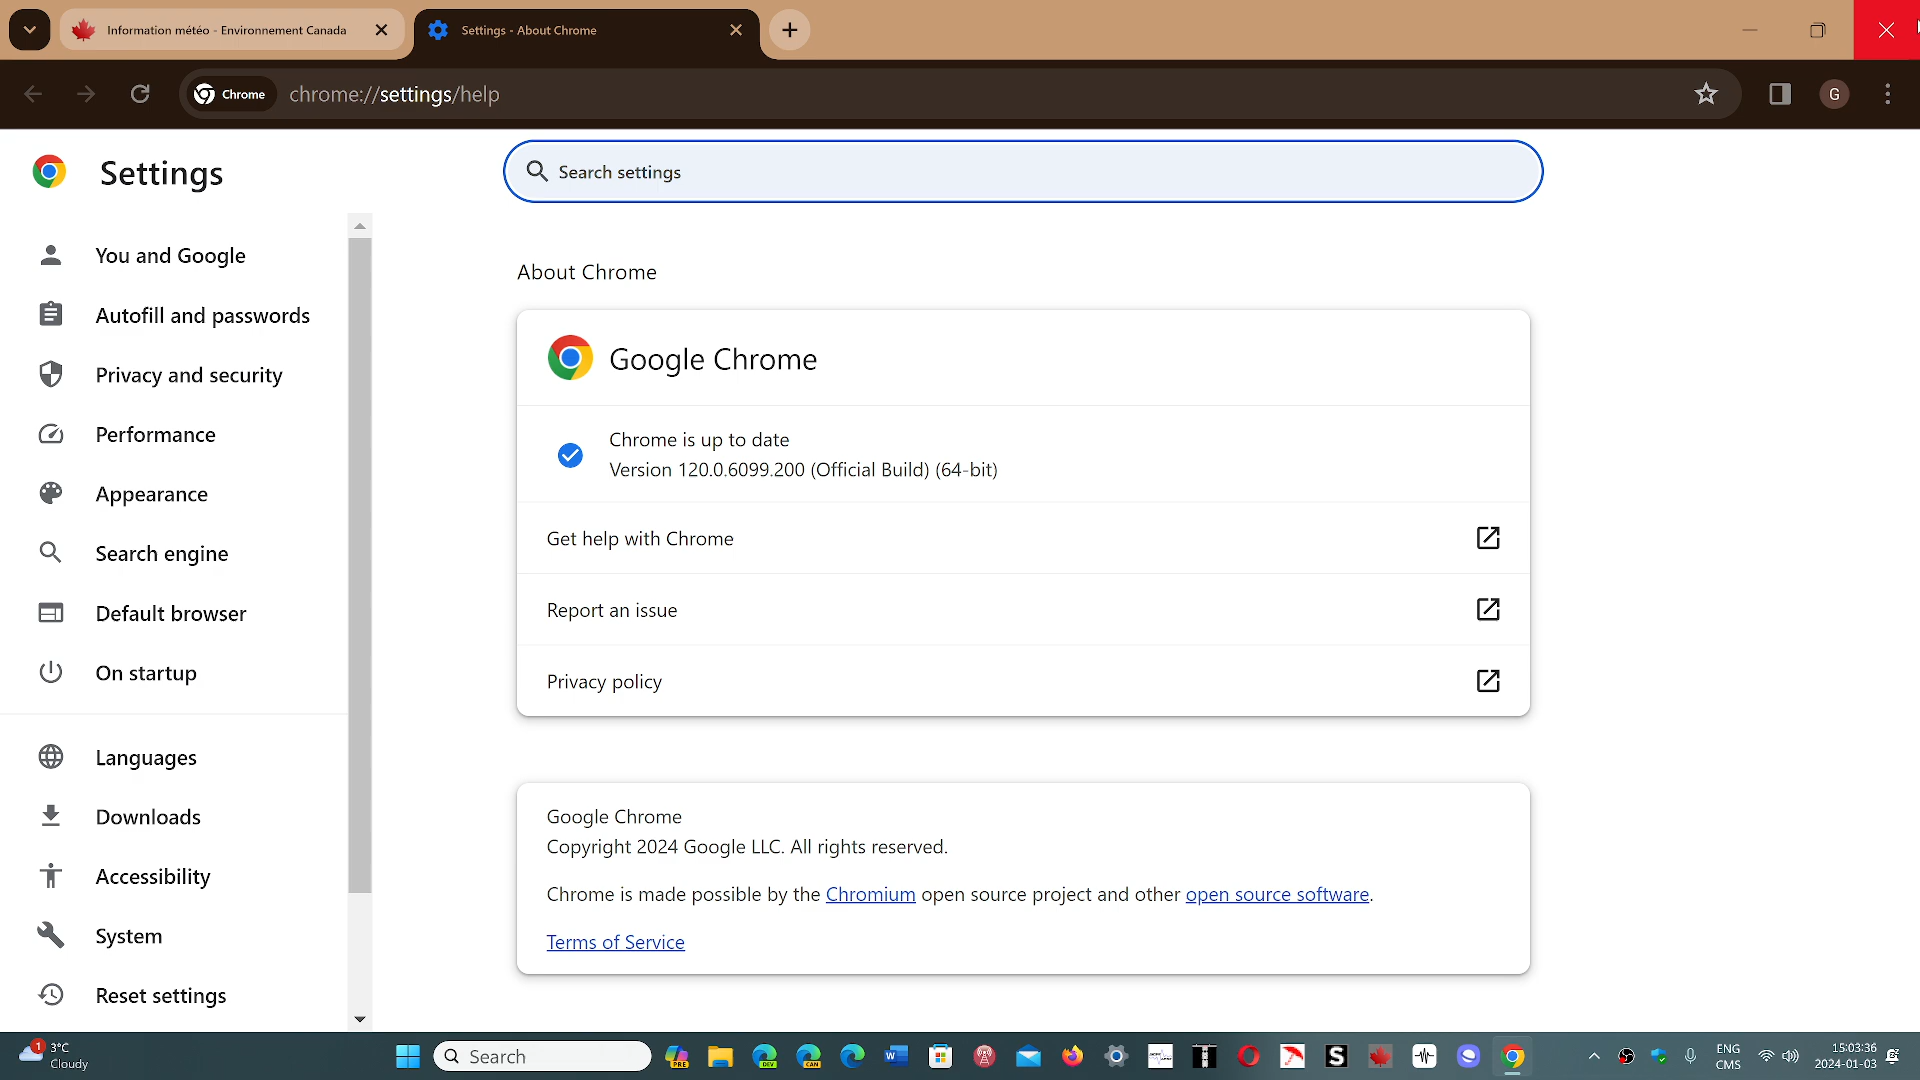 Information météo - Environnement Canada
Settings - About Chrome
Chrome
chrome://settings/help
G
Settings
Search settings
You and Google
Autofill and passwords
Privacy and security
Performance
Appearance
Search engine
Default browser
On startup
Languages
Downloads
Accessibility
System
Reset settings
About Chrome
Google Chrome
Chrome is up to date
Version 120.0.6099.200 (Official Build) (64-bit)
Get help with Chrome
Report an issue
Privacy policy
Google Chrome
Copyright 2024 Google LLC. All rights reserved.
Chrome is made possible by the Chromium open source project and other open source software.
Terms of Service
1
3°C
Cloudy
Search
PRE
DEV
CAN
W
S
ENG
CMS
15:03:36
2024-01-03